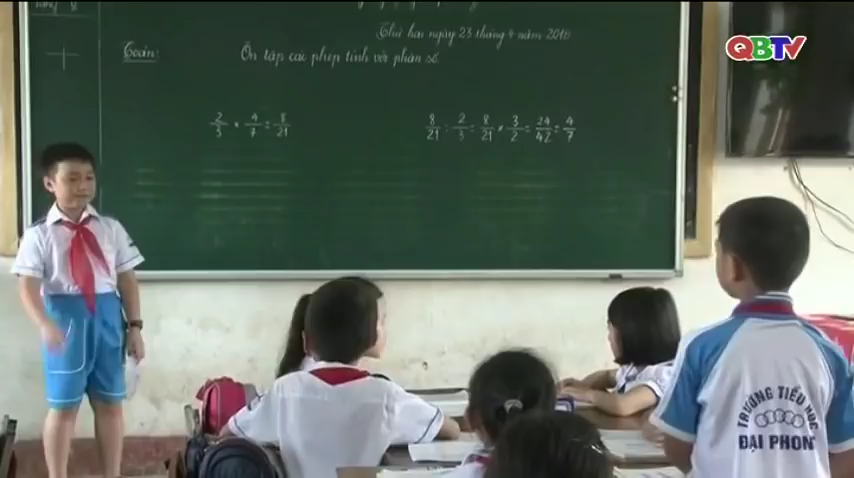 QBTV
Thứ hai ngày 23 tháng 4 năm 2018
Toán:
Ôn tập các phép tính với phân số.
2/3 × 4/7 = 8/21
8/21 : 2/3 = 8/21 × 3/2 = 24/42 = 4/7
TRƯỜNG TIỂU HỌC
ĐẠI PHONG